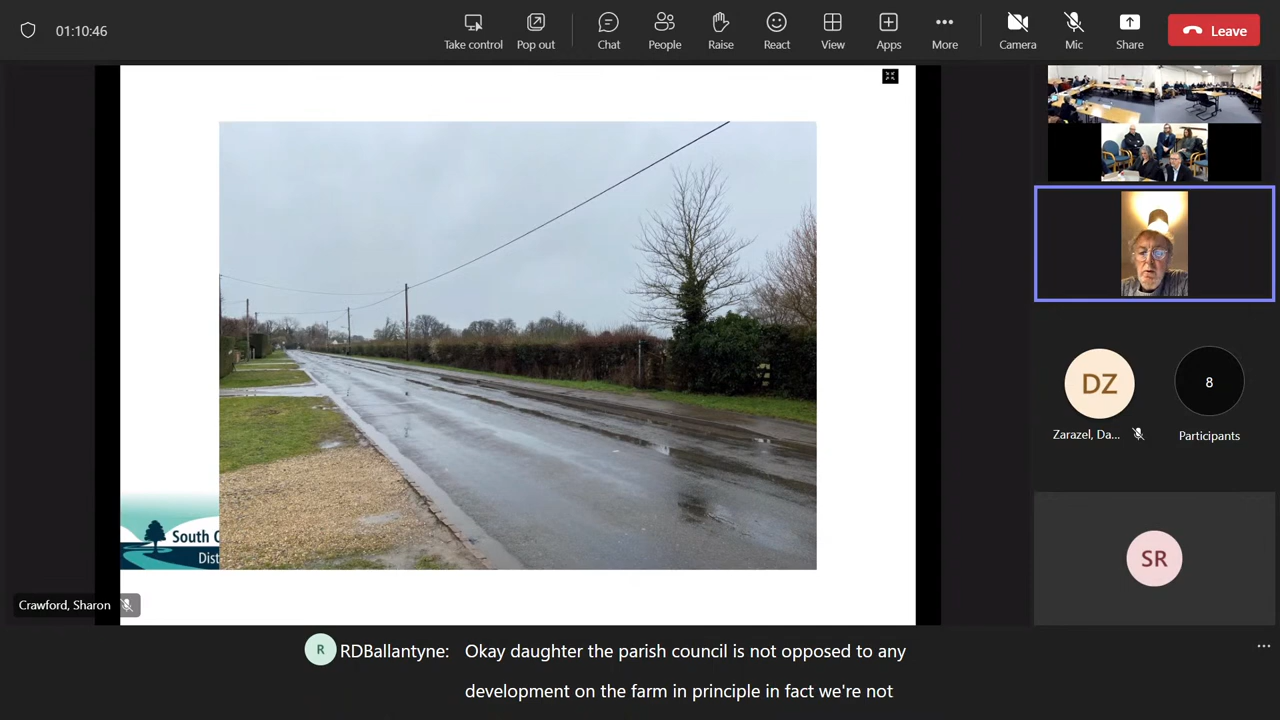 01:10:46
Take control
Pop out
Chat
People
Raise
React
View
Apps
More
Camera
Mic
Share
Leave
DZ
8
Zarazel, Da...
Participants
South
Dist
SR
Crawford, Sharon
R
RDBallantyne: Okay daughter the parish council is not opposed to any
development on the farm in principle in fact we're not